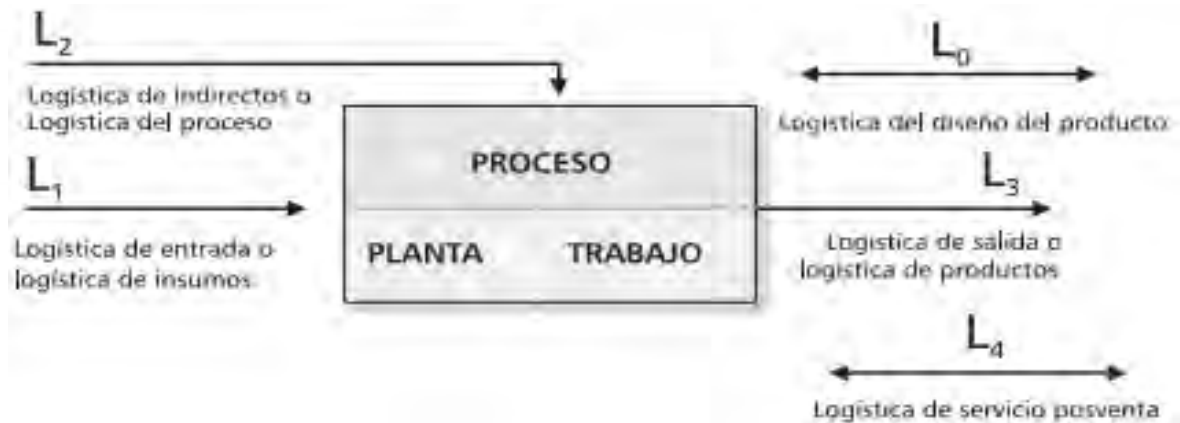 L2
Logística de indirectos o
Logística del proceso
L1
Logística de entrada o
logística de insumos.
PROCESO
PLANTA TRABAJO
L0
Logística del diseño del producto
L3
Logística de salida o
logística de productos
L4
Logística de servicio posventa